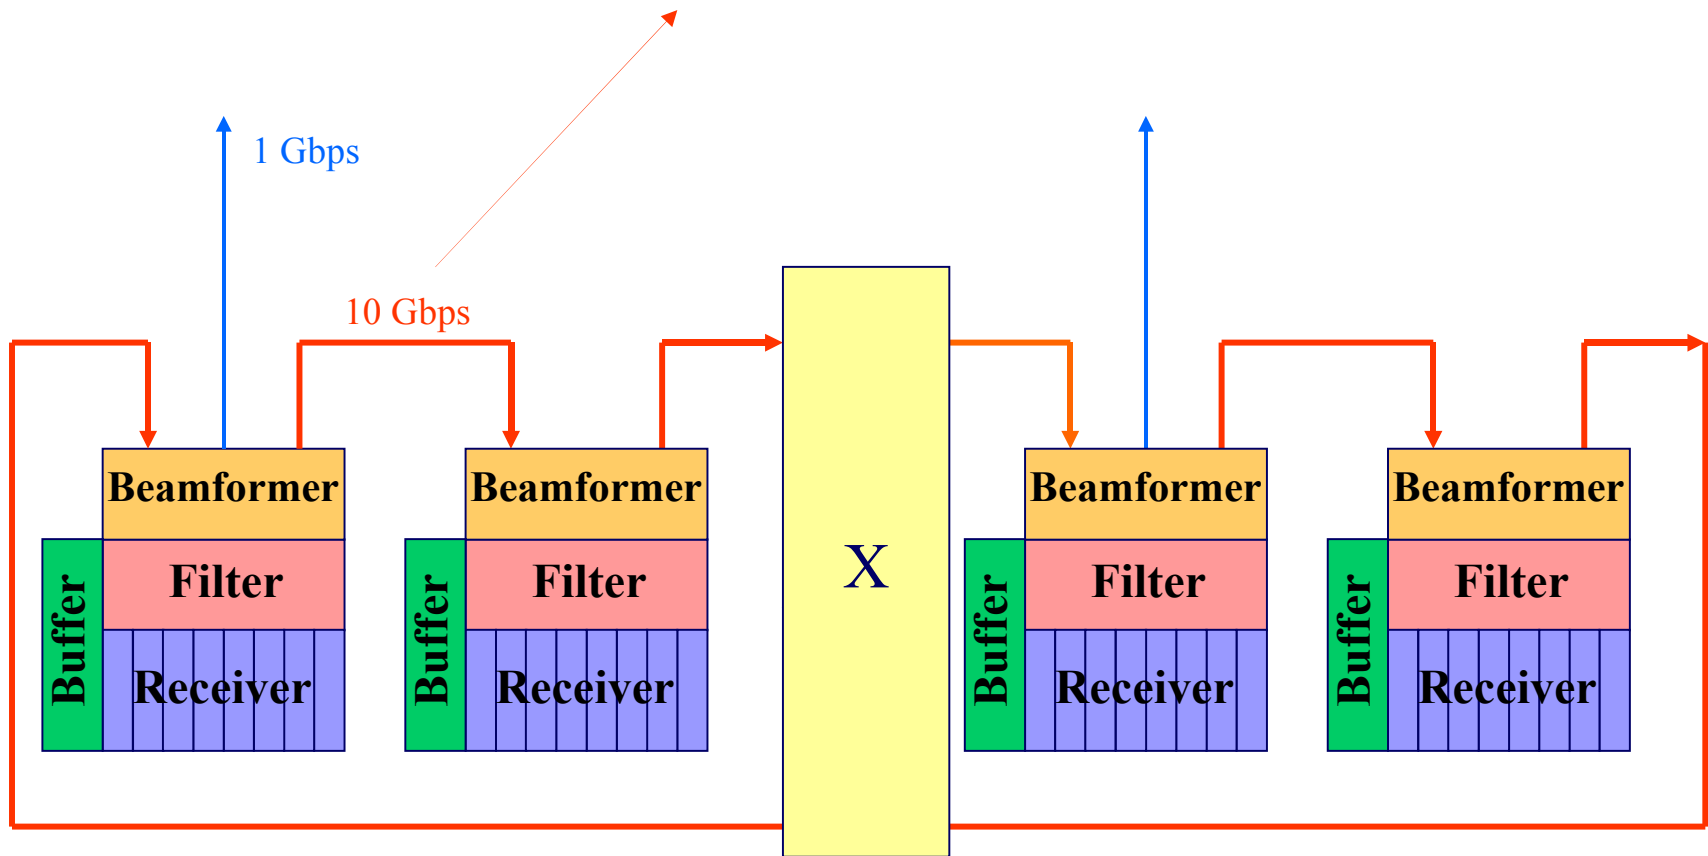 1 Gbps
10 Gbps
X
Beamformer
Filter
Receiver
Buffer
Beamformer
Filter
Receiver
Buffer
Beamformer
Filter
Receiver
Buffer
Beamformer
Filter
Receiver
Buffer